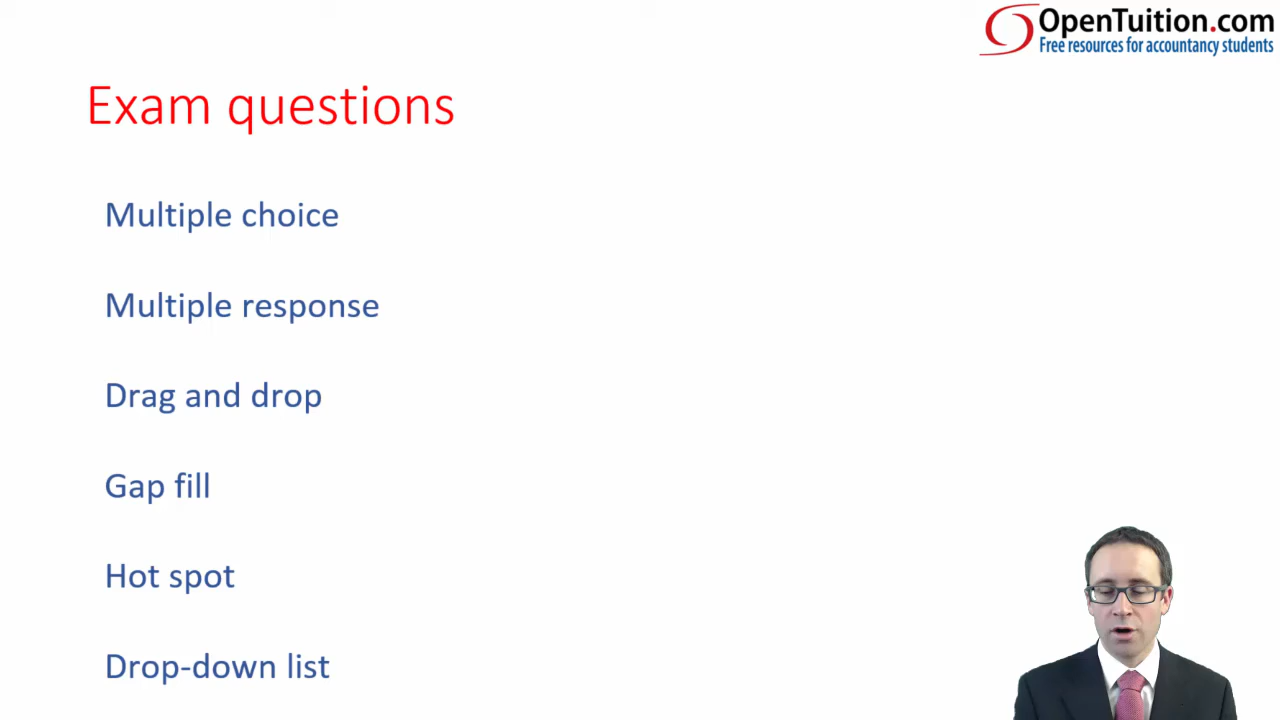 OpenTuition.com
Free resources for accountancy students
Exam questions
Multiple choice
Multiple response
Drag and drop
Gap fill
Hot spot
Drop-down list